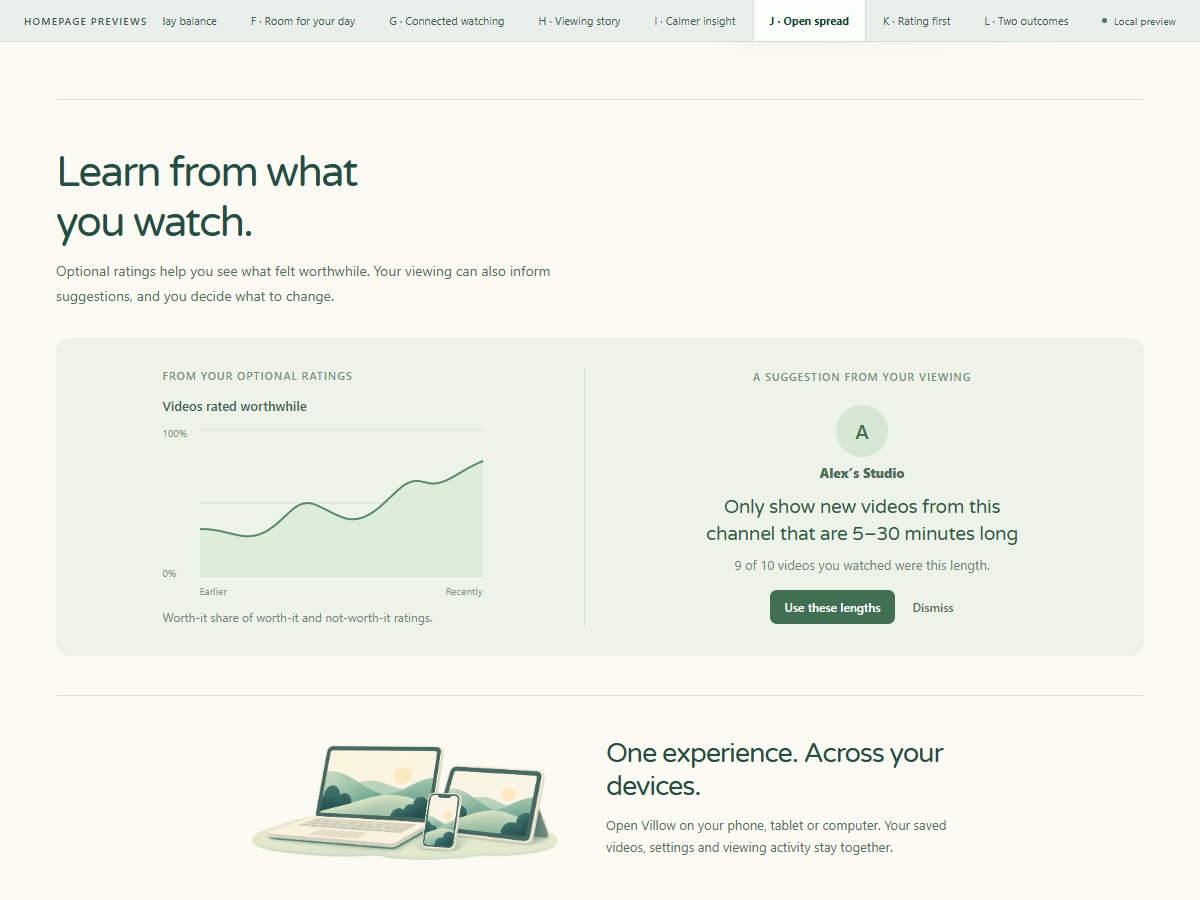 HOMEPAGE PREVIEWS
lay balance
F · Room for your day
G · Connected watching
H · Viewing story
I · Calmer insight
J · Open spread
K · Rating first
L · Two outcomes
Local preview
Learn from what
you watch.
Optional ratings help you see what felt worthwhile. Your viewing can also inform
suggestions, and you decide what to change.
FROM YOUR OPTIONAL RATINGS
Videos rated worthwhile
100%
0%
Earlier
Recently
Worth-it share of worth-it and not-worth-it ratings.
A SUGGESTION FROM YOUR VIEWING
A
Alex's Studio
Only show new videos from this
channel that are 5–30 minutes long
9 of 10 videos you watched were this length.
Use these lengths
Dismiss
One experience. Across your
devices.
Open Villow on your phone, tablet or computer. Your saved
videos, settings and viewing activity stay together.